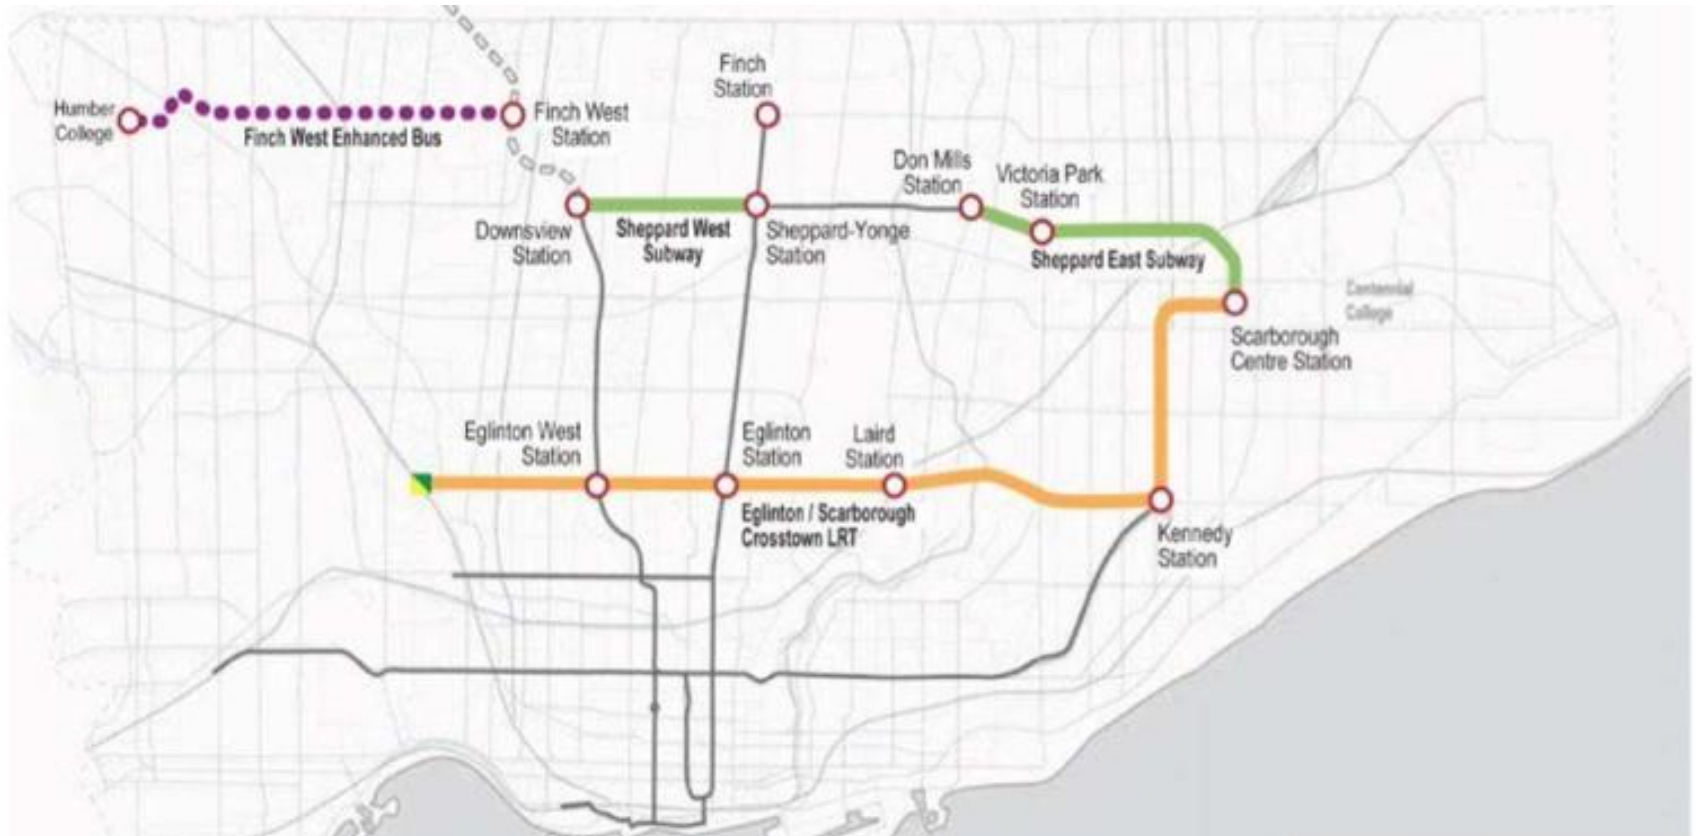 Finch
Station
Humber
College
Finch West Enhanced Bus
Finch West
Station
Don Mills
Station
Victoria Park
Station
Downsview
Station
Sheppard West
Subway
Sheppard-Yonge
Station
Sheppard East Subway
Centennial
College
Scarborough
Centre Station
Eglinton West
Station
Eglinton
Station
Laird
Station
Eglinton / Scarborough
Crosstown LRT
Kennedy
Station